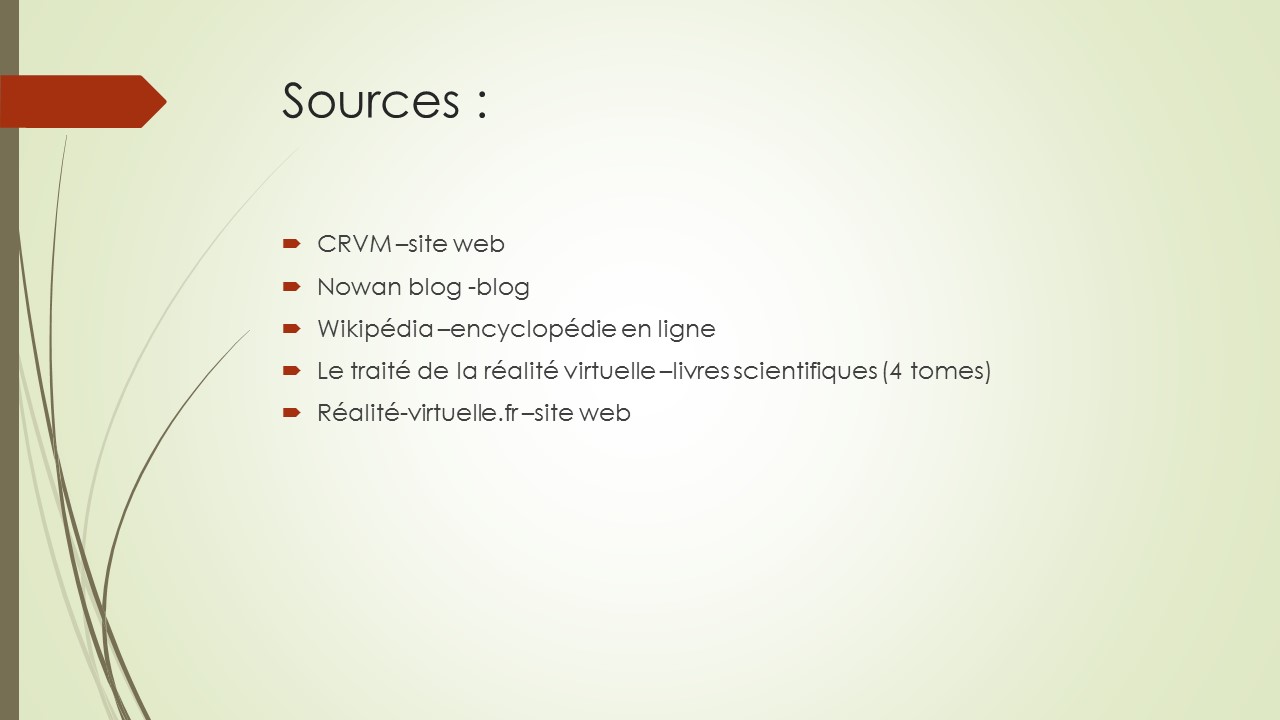 Sources :
CRVM –site web
Nowan blog -blog
Wikipédia –encyclopédie en ligne
Le traité de la réalité virtuelle –livres scientifiques (4 tomes)
Réalité-virtuelle.fr –site web